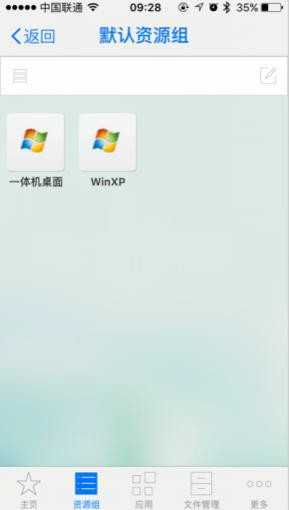 中国联通 09:28 35%
返回 默认资源组
一体机桌面 WinXP
主页 资源组 应用 文件管理 更多